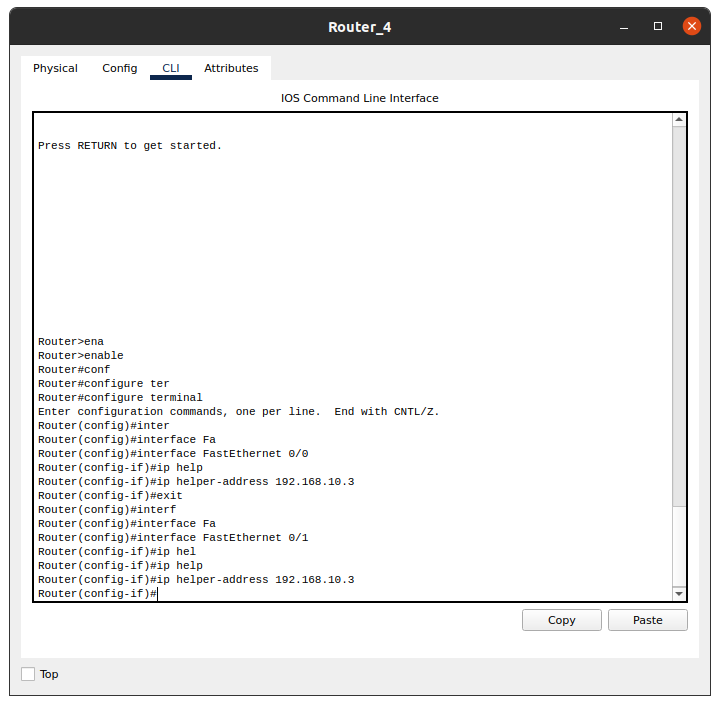 Router_4
Physical Config CLI Attributes
IOS Command Line Interface
Press RETURN to get started.
Router>ena
Router>enable
Router#conf
Router#configure ter
Router#configure terminal
Enter configuration commands, one per line.  End with CNTL/Z.
Router(config)#inter
Router(config)#interface Fa
Router(config)#interface FastEthernet 0/0
Router(config-if)#ip help
Router(config-if)#ip helper-address 192.168.10.3
Router(config-if)#exit
Router(config)#interf
Router(config)#interface Fa
Router(config)#interface FastEthernet 0/1
Router(config-if)#ip hel
Router(config-if)#ip help
Router(config-if)#ip helper-address 192.168.10.3
Router(config-if)#
Copy Paste
Top